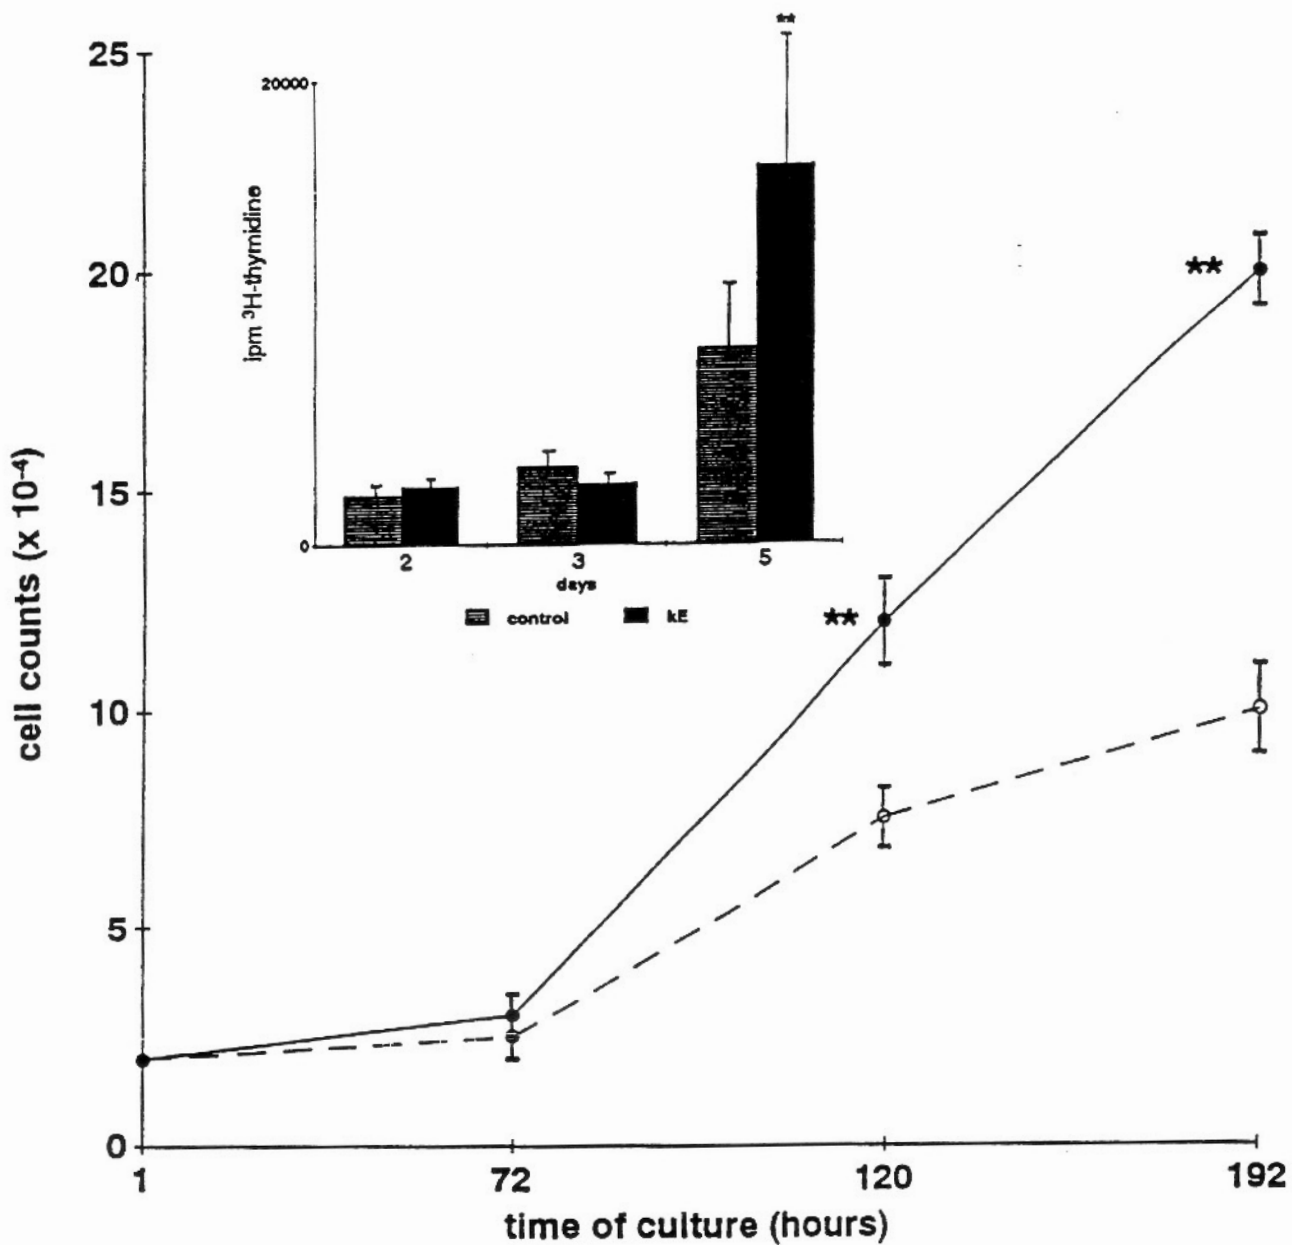 25
20
15
10
5
0
cell counts (x 10⁻⁴)
1 72 120 192
time of culture (hours)
**
**
20000
0
ipm ³H-thymidine
**
2 3 5
days
control kE